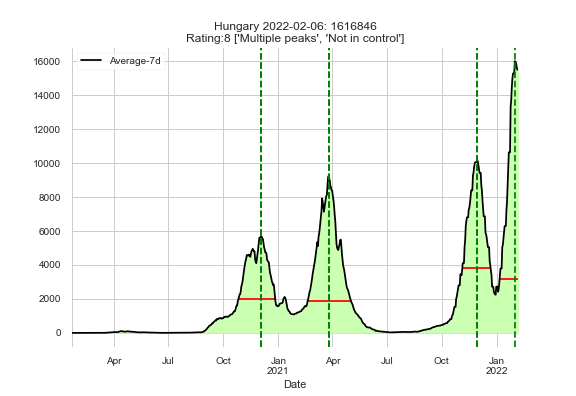 Hungary 2022-02-06: 1616846
Rating:8 ['Multiple peaks', 'Not in control']
Average-7d
16000
14000
12000
10000
8000
6000
4000
2000
0
Apr Jul Oct Jan Apr Jul Oct Jan
2021 2022
Date